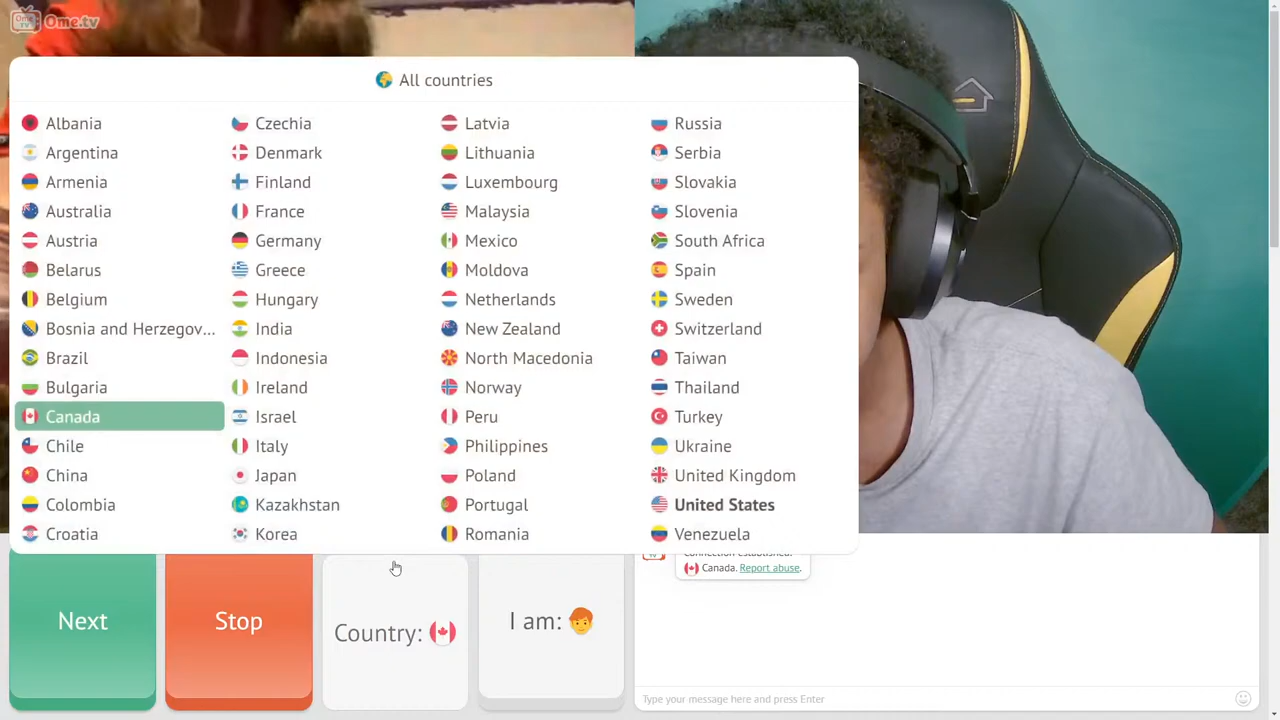 Ome.tv
All countries
Albania Czechia Latvia Russia
Argentina Denmark Lithuania Serbia
Armenia Finland Luxembourg Slovakia
Australia France Malaysia Slovenia
Austria Germany Mexico South Africa
Belarus Greece Moldova Spain
Belgium Hungary Netherlands Sweden
Bosnia and Herzegov... India New Zealand Switzerland
Brazil Indonesia North Macedonia Taiwan
Bulgaria Ireland Norway Thailand
Canada Israel Peru Turkey
Chile Italy Philippines Ukraine
China Japan Poland United Kingdom
Colombia Kazakhstan Portugal United States
Croatia Korea Romania Venezuela
Connection established.
Canada. Report abuse.
Next Stop Country: I am:
Type your message here and press Enter